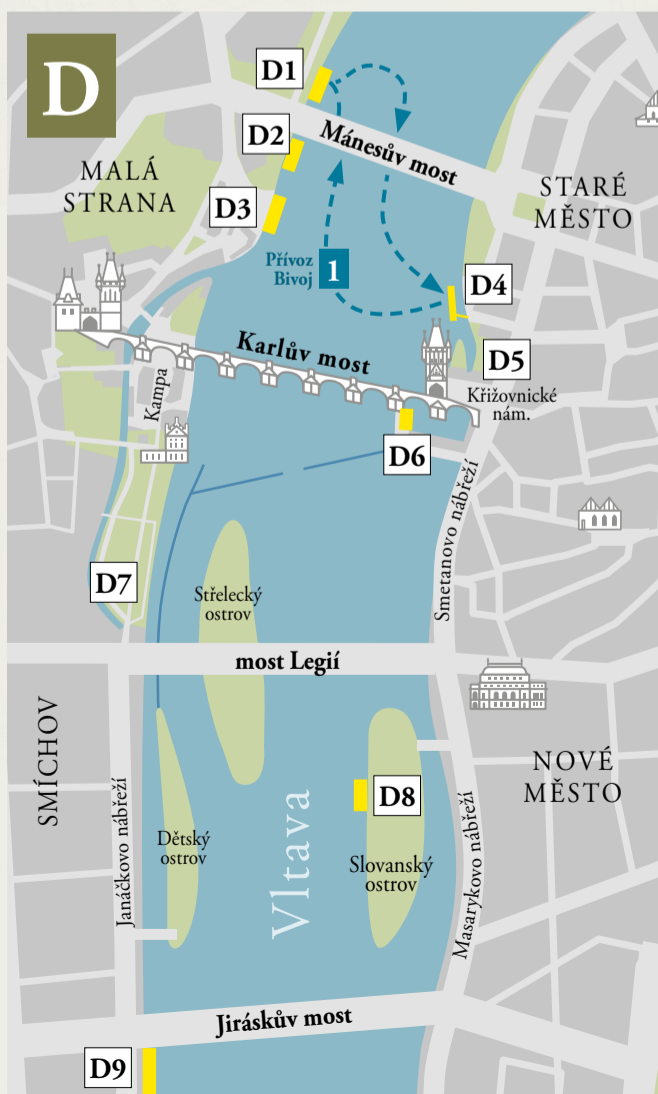 D
D1
D2
Mánesův most
MALÁ
STRANA
STARÉ
MĚSTO
D3
Přívoz
Bivoj
1
D4
Karlův most
D5
Křižovnické
nám.
Kampa
D6
Smetanovo nábřeží
D7
Střelecký
ostrov
most Legií
SMÍCHOV
NOVÉ
MĚSTO
Janáčkovo nábřeží
D8
Vltava
Dětský
ostrov
Slovanský
ostrov
Masarykovo nábřeží
Jiráskův most
D9